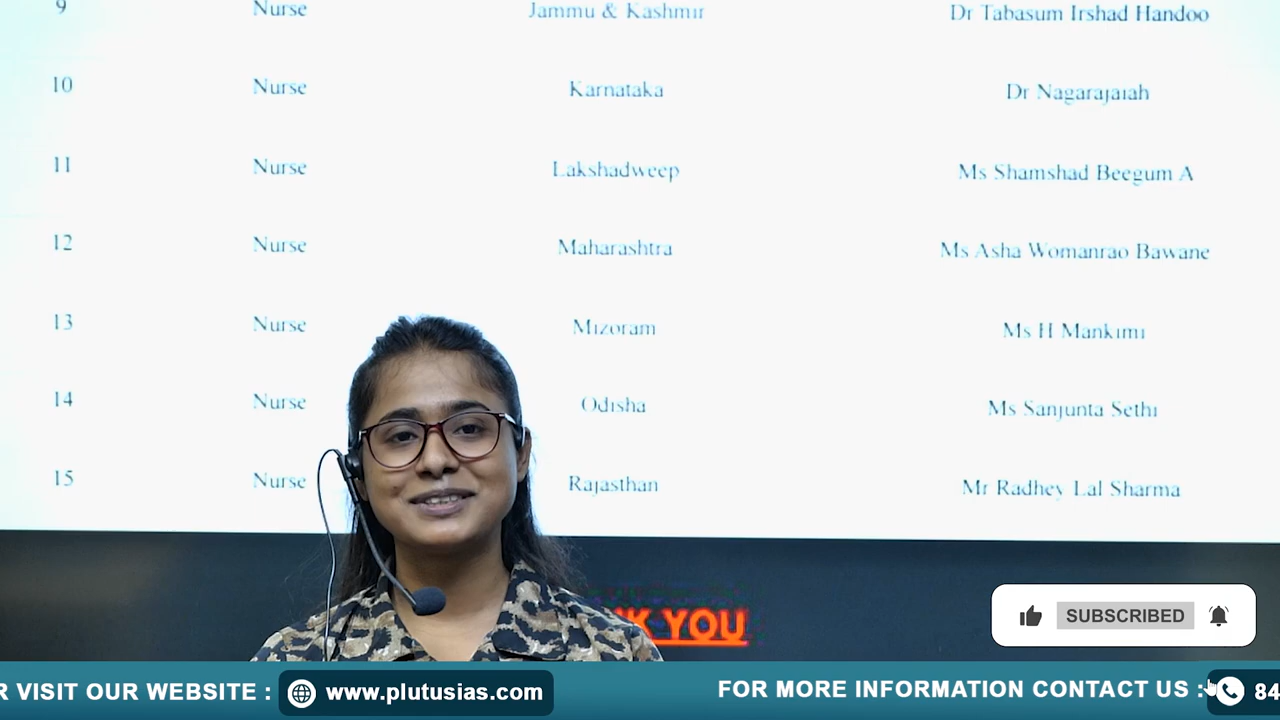 9 Nurse Jammu & Kashmir Dr Tabasum Irshad Handoo
10 Nurse Karnataka Dr Nagarajaiah
11 Nurse Lakshadweep Ms Shamshad Beegum A
12 Nurse Maharashtra Ms Asha Womanrao Bawane
13 Nurse Mizoram Ms H Mankimi
14 Nurse Odisha Ms Sanjunta Sethi
15 Nurse Rajasthan Mr Radhey Lal Sharma
K YOU
SUBSCRIBED
R VISIT OUR WEBSITE : www.plutusias.com FOR MORE INFORMATION CONTACT US : 84